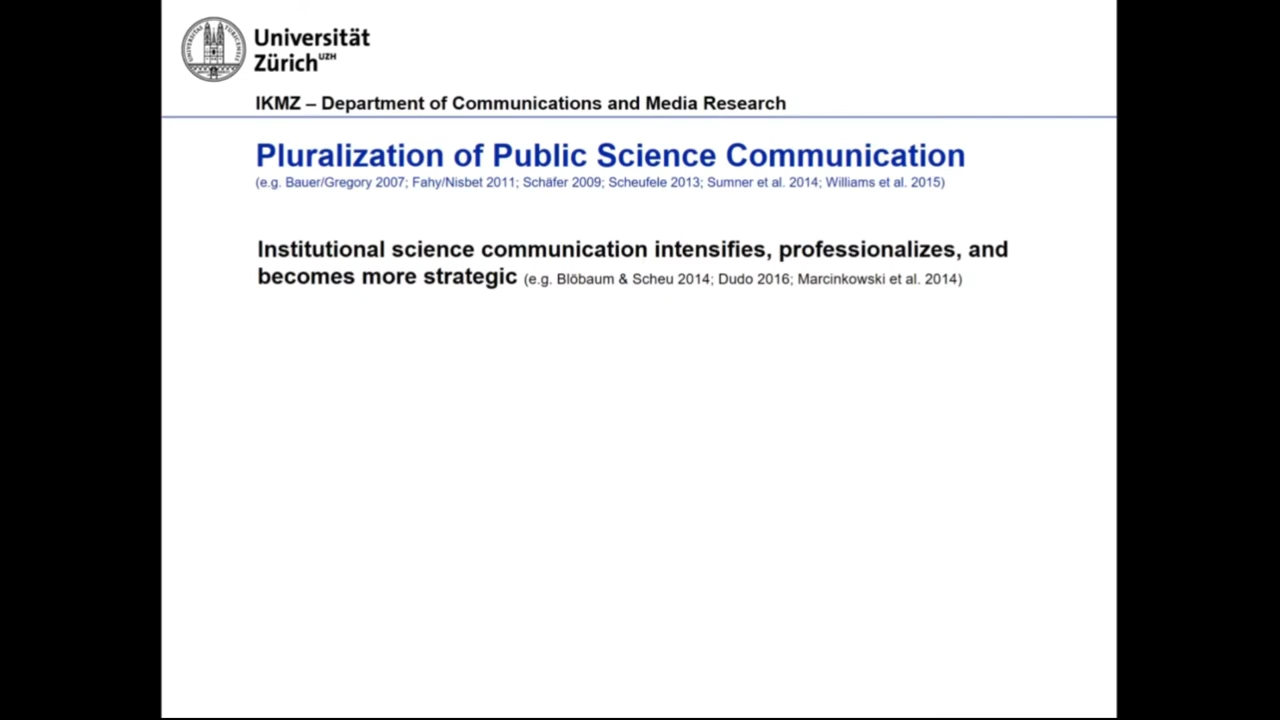 Universität
Zürich UZH
IKMZ – Department of Communications and Media Research
Pluralization of Public Science Communication
(e.g. Bauer/Gregory 2007; Fahy/Nisbet 2011; Schäfer 2009; Scheufele 2013; Sumner et al. 2014; Williams et al. 2015)
Institutional science communication intensifies, professionalizes, and
becomes more strategic (e.g. Blöbaum & Scheu 2014; Dudo 2016; Marcinkowski et al. 2014)